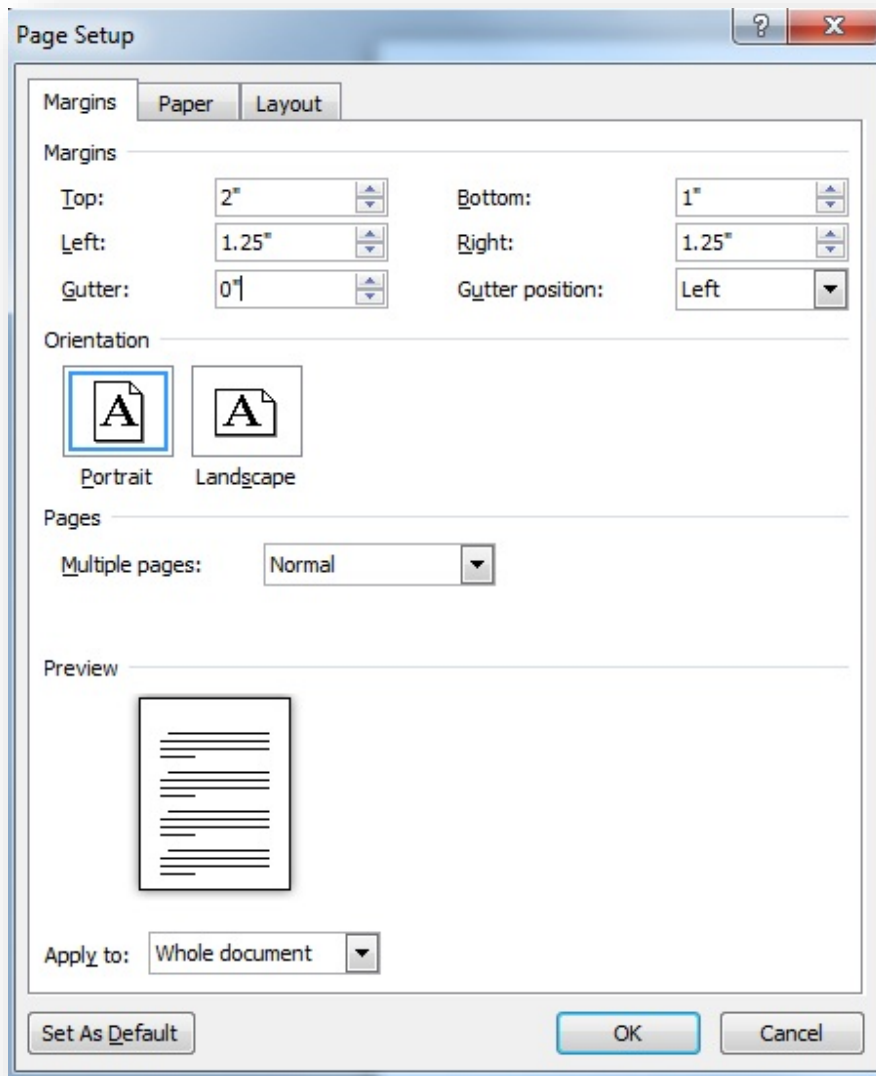 Page Setup
Margins Paper Layout
Margins
Top: 2" Bottom: 1"
Left: 1.25" Right: 1.25"
Gutter: 0" Gutter position: Left
Orientation
A A
Portrait Landscape
Pages
Multiple pages: Normal
Preview
Apply to: Whole document
Set As Default OK Cancel